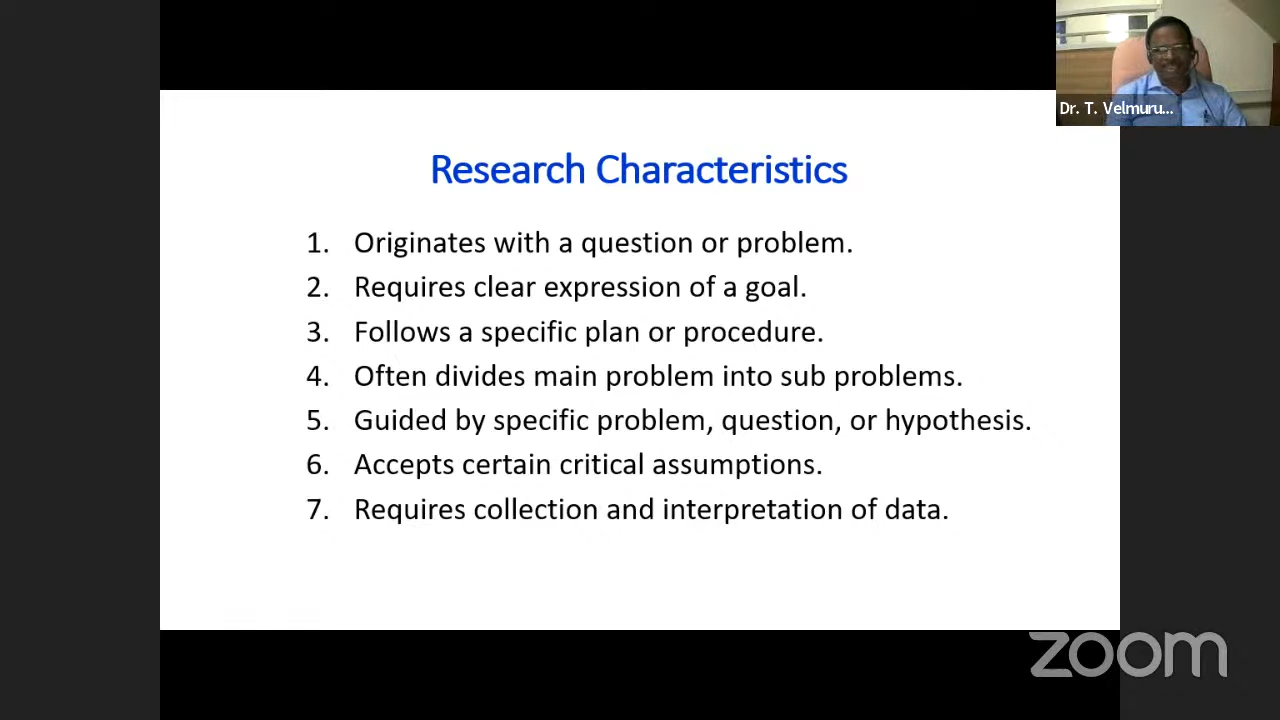 Dr. T. Velmuru...
Research Characteristics
1. Originates with a question or problem.
2. Requires clear expression of a goal.
3. Follows a specific plan or procedure.
4. Often divides main problem into sub problems.
5. Guided by specific problem, question, or hypothesis.
6. Accepts certain critical assumptions.
7. Requires collection and interpretation of data.
zoom